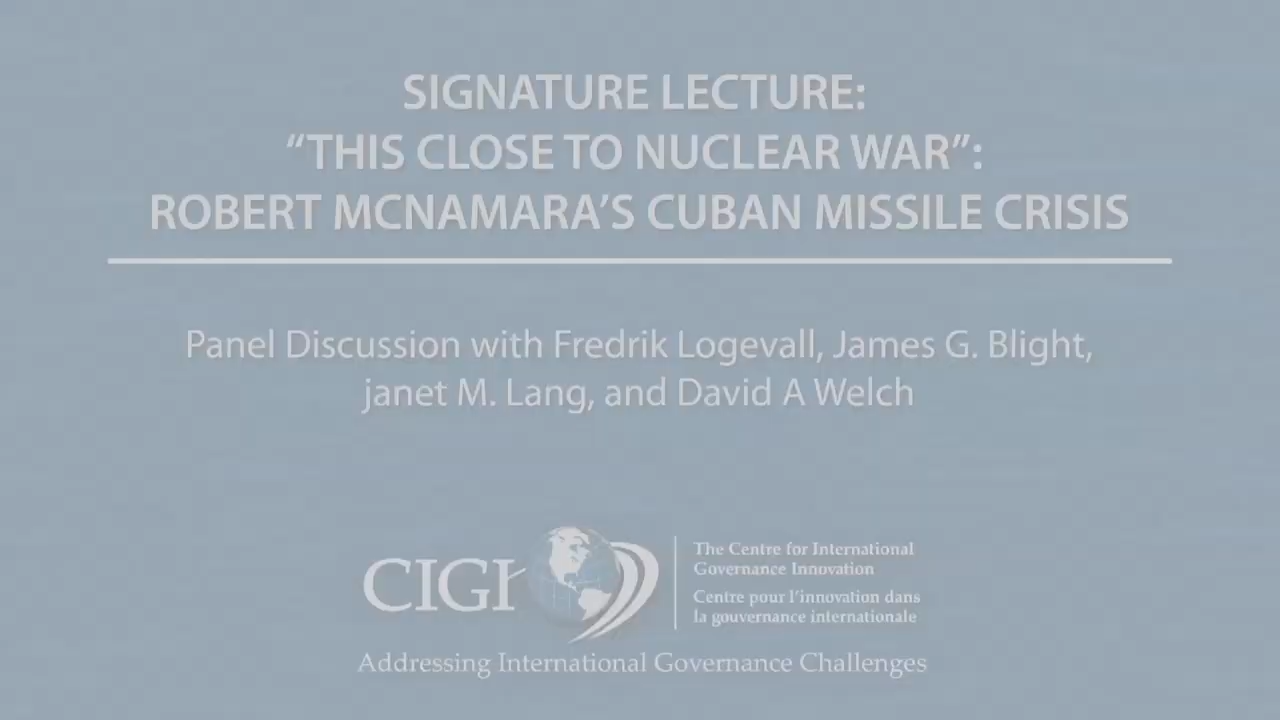 SIGNATURE LECTURE:
“THIS CLOSE TO NUCLEAR WAR”:
ROBERT MCNAMARA’S CUBAN MISSILE CRISIS
Panel Discussion with Fredrik Logevall, James G. Blight,
janet M. Lang, and David A Welch
CIGI
The Centre for International
Governance Innovation
Centre pour l’innovation dans
la gouvernance internationale
Addressing International Governance Challenges